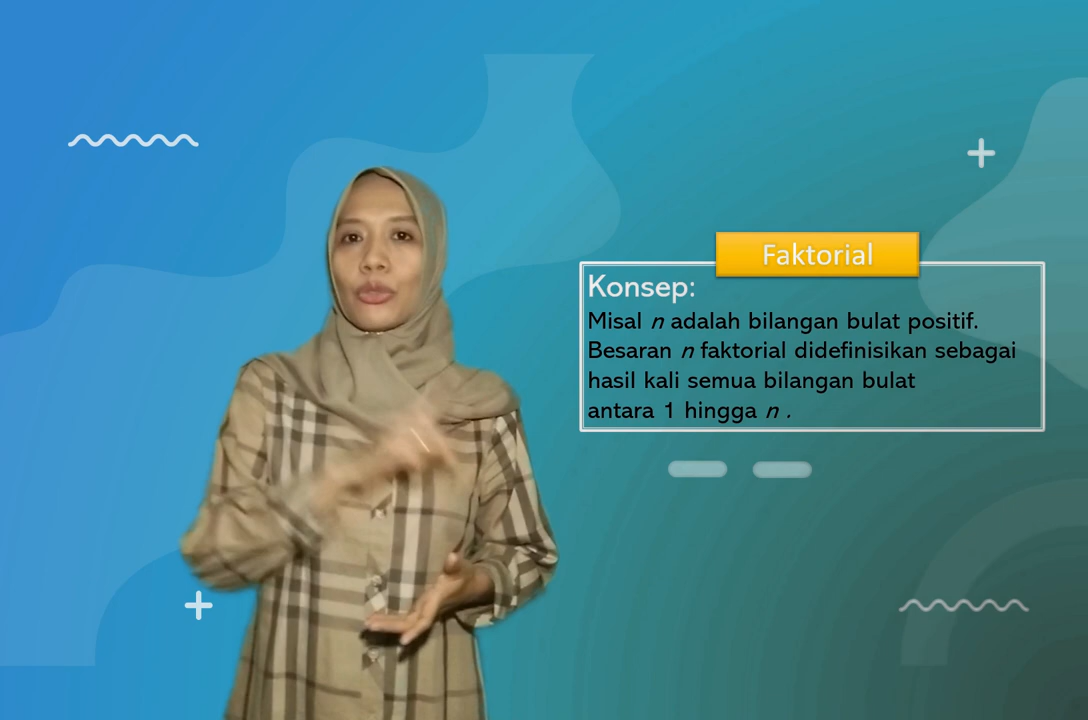 Faktorial
Konsep:
Misal n adalah bilangan bulat positif.
Besaran n faktorial didefinisikan sebagai
hasil kali semua bilangan bulat
antara 1 hingga n .